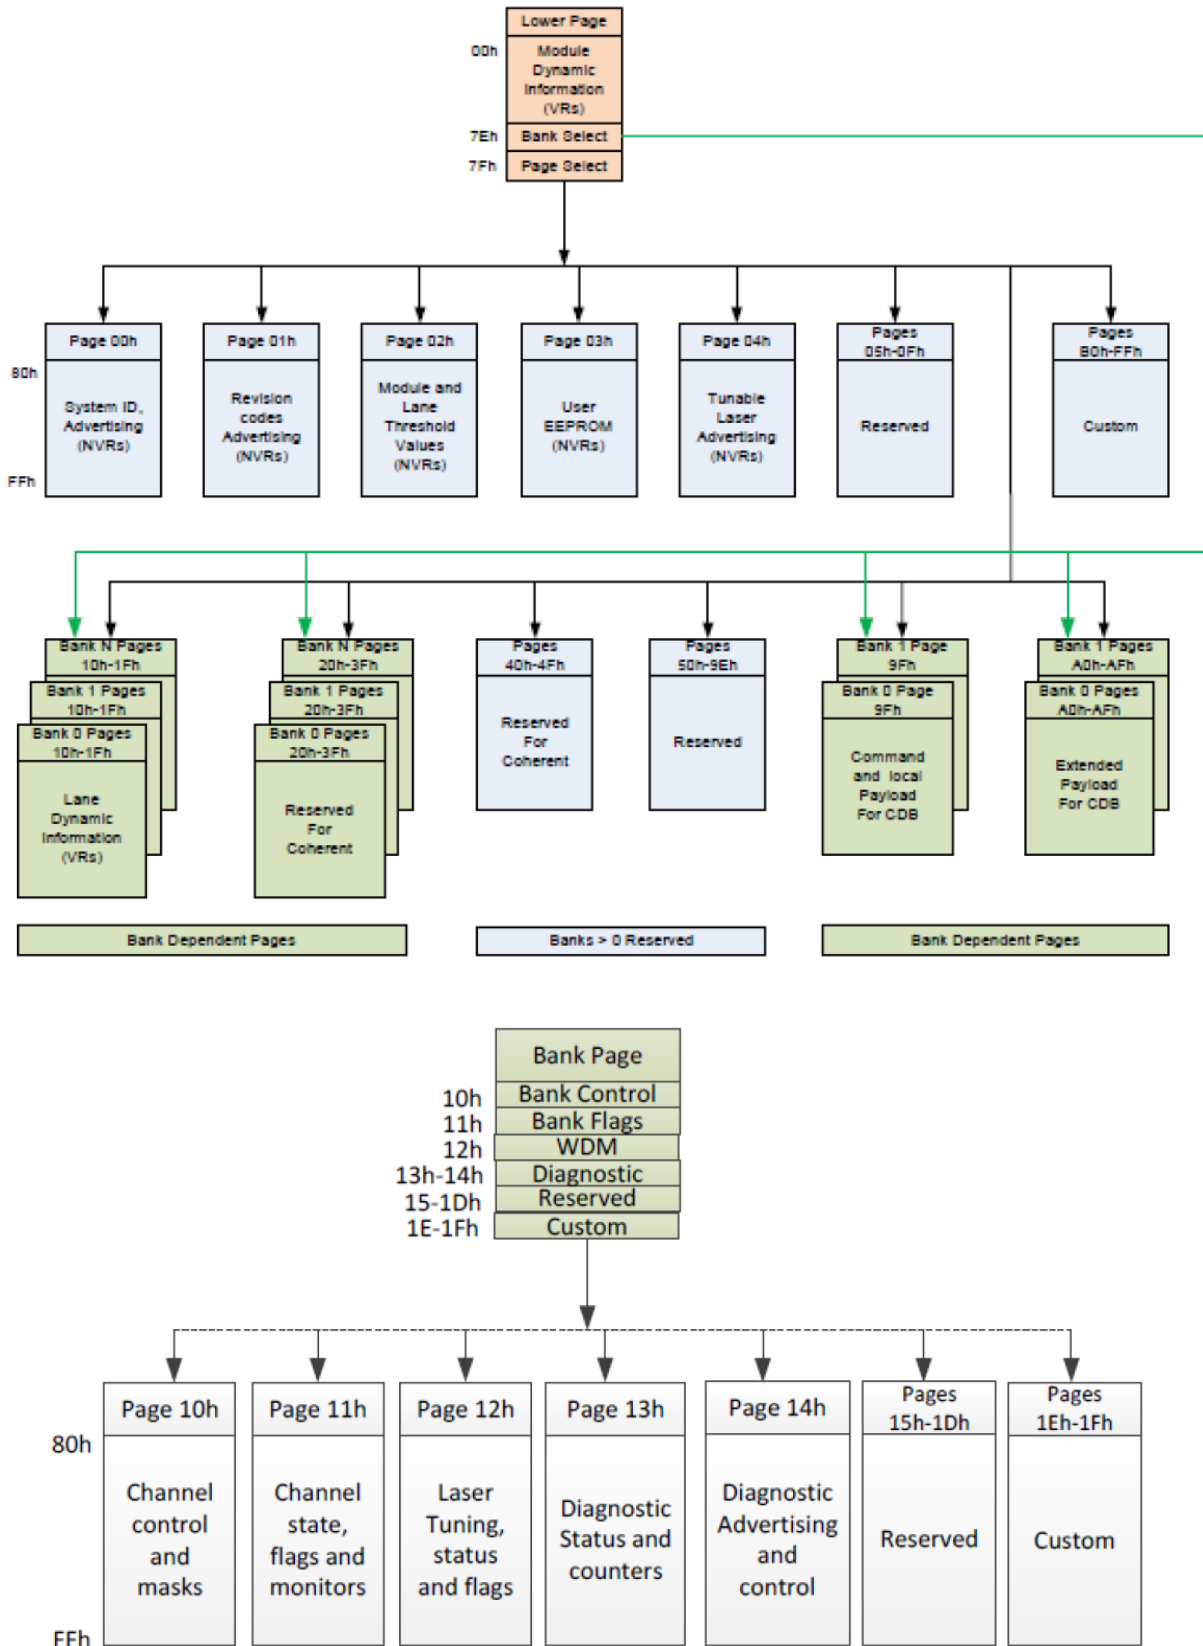 Lower Page
00h
Module
Dynamic
Information
(VRs)
7Eh
Bank Select
7Fh
Page Select
Page 00h
80h
System ID,
Advertising
(NVRs)
FFh
Page 01h
Revision
codes
Advertising
(NVRs)
Page 02h
Module and
Lane
Threshold
Values
(NVRs)
Page 03h
User
EEPROM
(NVRs)
Page 04h
Tunable
Laser
Advertising
(NVRs)
Pages
05h-0Fh
Reserved
Pages
B0h-FFh
Custom
Bank N Pages
10h-1Fh
Bank 1 Pages
10h-1Fh
Bank 0 Pages
10h-1Fh
Lane
Dynamic
Information
(VRs)
Bank N Pages
20h-3Fh
Bank 1 Pages
20h-3Fh
Bank 0 Pages
20h-3Fh
Reserved
For
Coherent
Pages
40h-4Fh
Reserved
For
Coherent
Pages
50h-9Eh
Reserved
Bank 1 Page
9Fh
Bank 0 Page
9Fh
Command
and local
Payload
For CDB
Bank 1 Pages
A0h-AFh
Bank 0 Pages
A0h-AFh
Extended
Payload
For CDB
Bank Dependent Pages
Banks > 0 Reserved
Bank Dependent Pages
Bank Page
10h
Bank Control
11h
Bank Flags
12h
WDM
13h-14h
Diagnostic
15-1Dh
Reserved
1E-1Fh
Custom
Page 10h
80h
Channel
control
and
masks
FFh
Page 11h
Channel
state,
flags and
monitors
Page 12h
Laser
Tuning,
status
and flags
Page 13h
Diagnostic
Status and
counters
Page 14h
Diagnostic
Advertising
and
control
Pages
15h-1Dh
Reserved
Pages
1Eh-1Fh
Custom